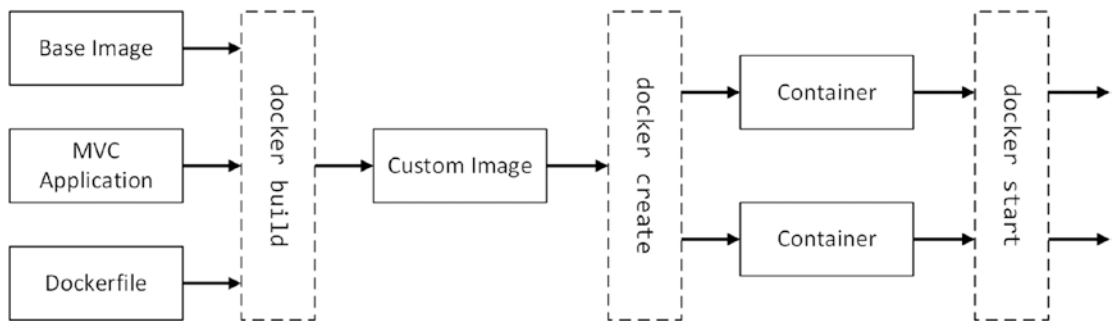 Base Image
MVC
Application
Dockerfile
docker build
Custom Image
docker create
Container
Container
docker start